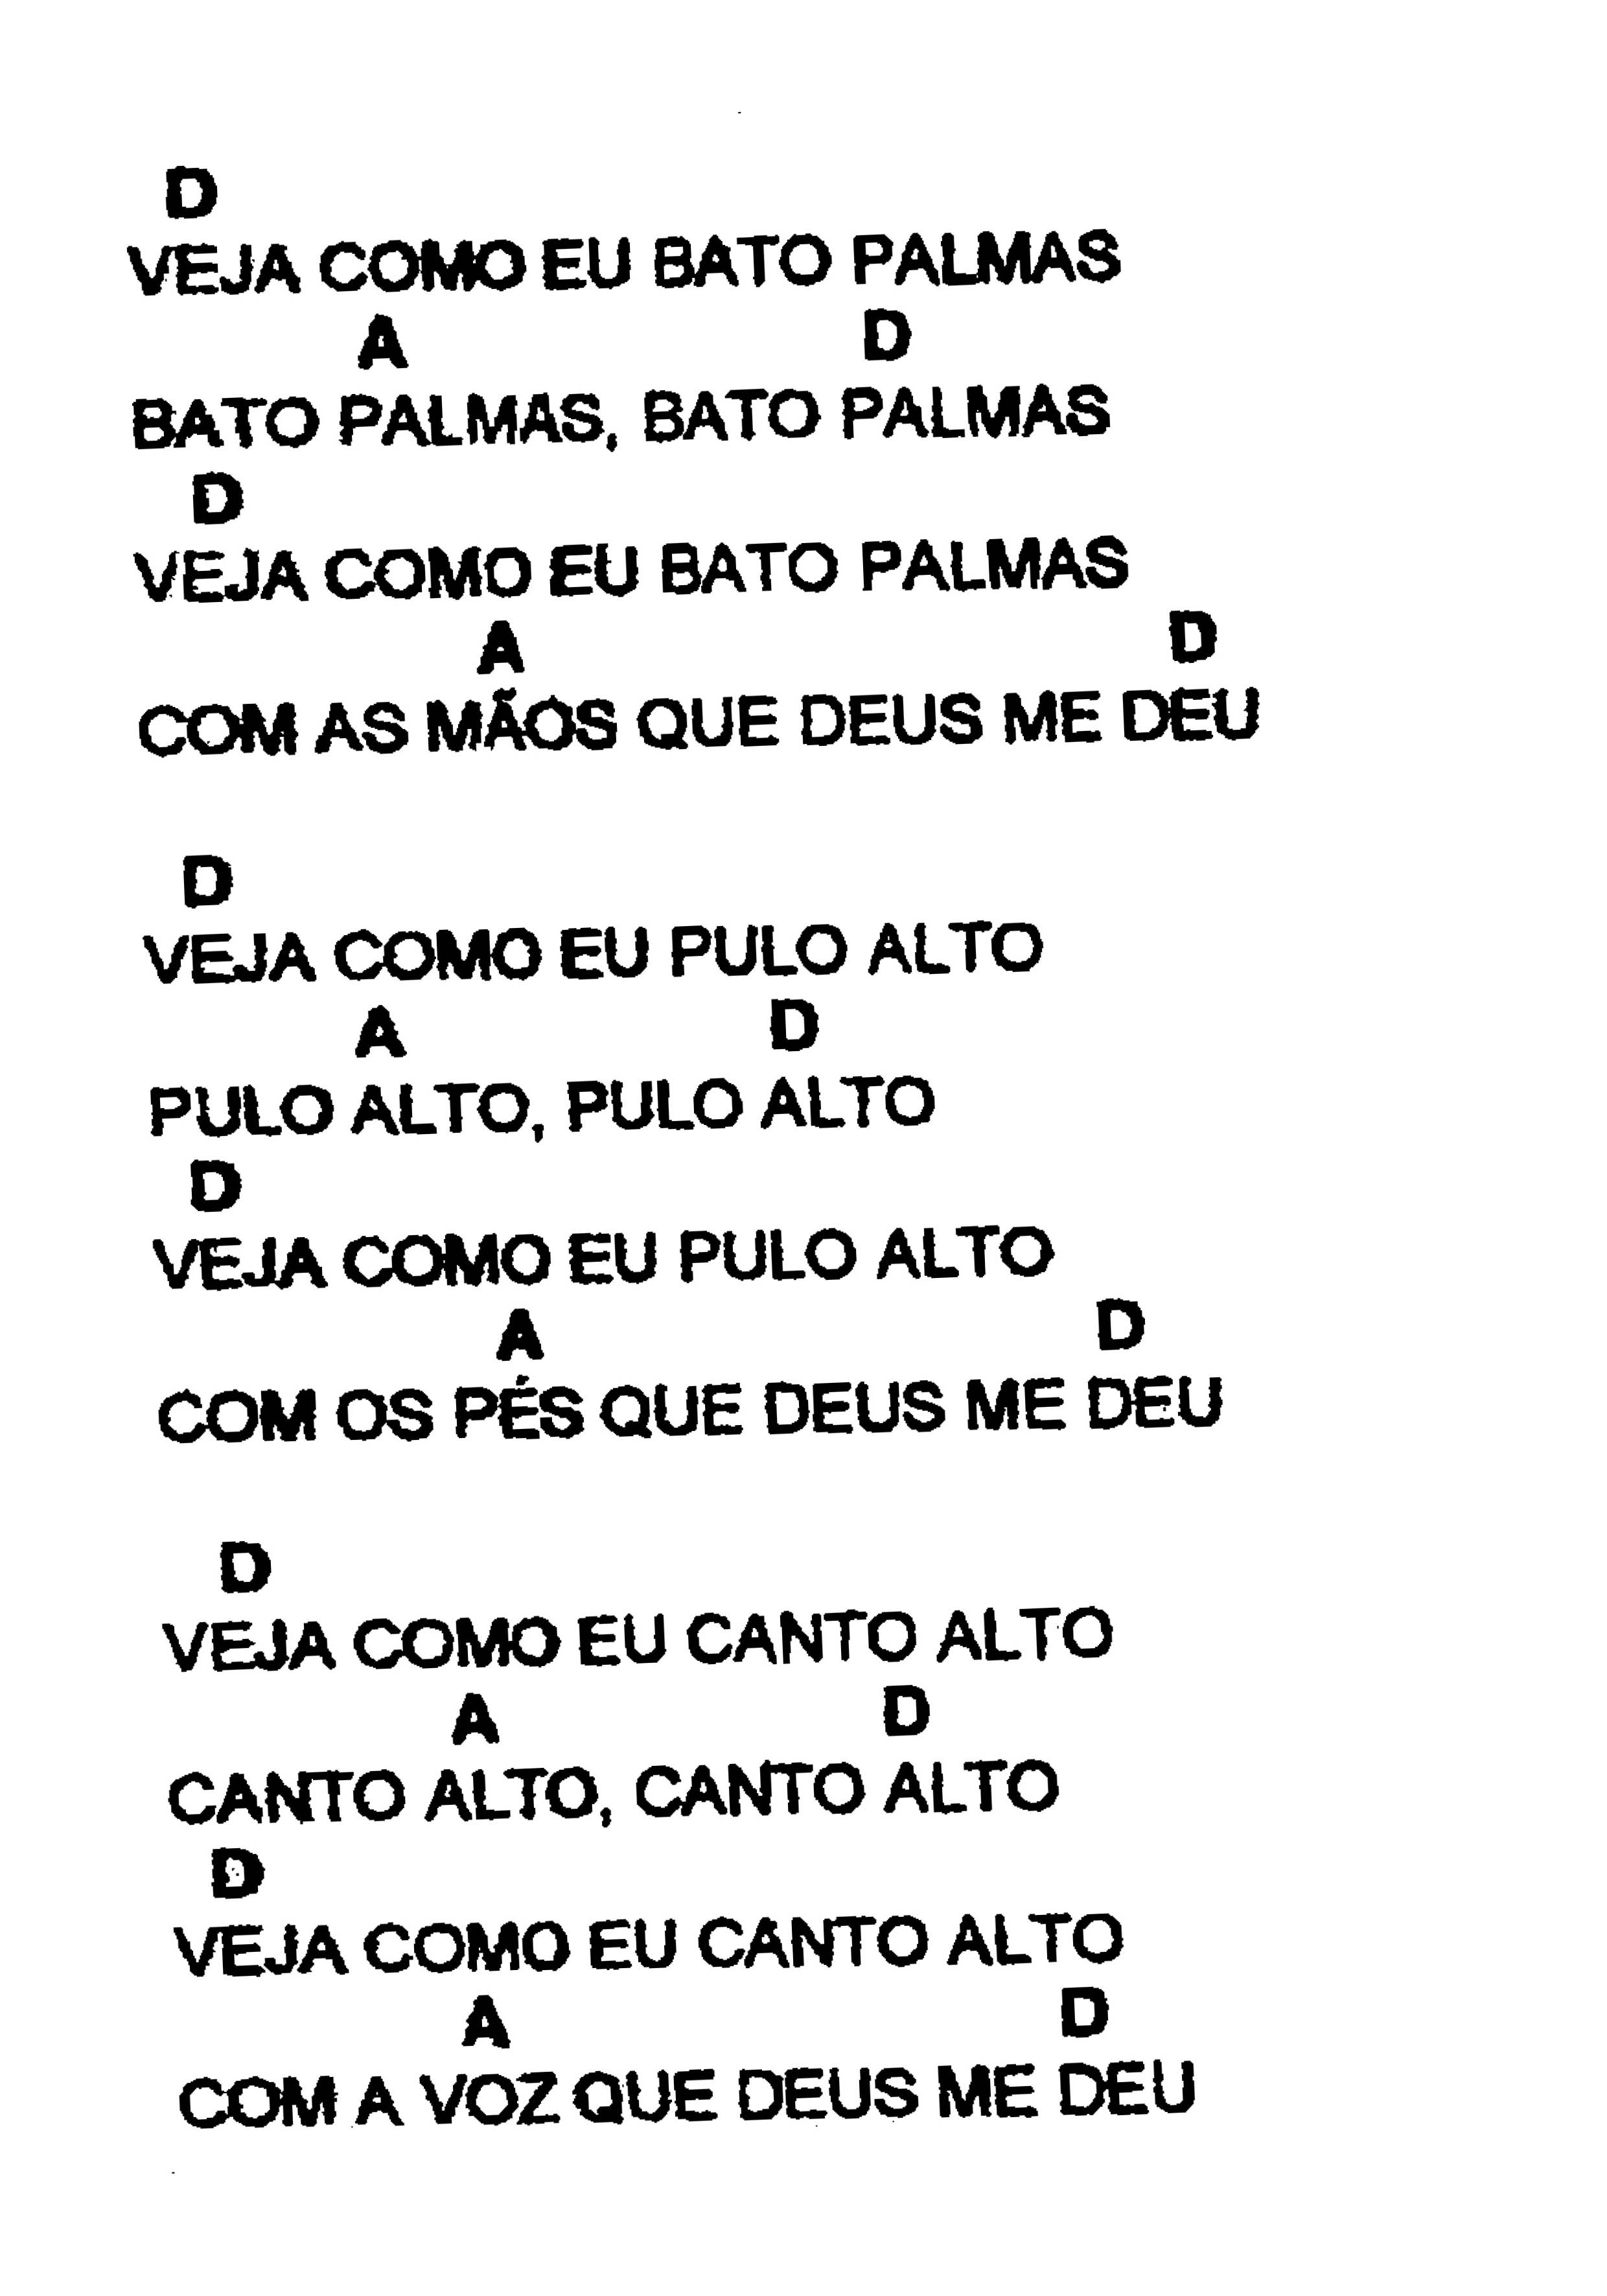 D
VEJA COMO EU BATO PALMAS
A D
BATO PALMAS, BATO PALMAS
D
VEJA COMO EU BATO PALMAS
A D
COM AS MÃOS QUE DEUS ME DEU
D
VEJA COMO EU PULO ALTO
A D
PULO ALTO, PULO ALTO
D
VEJA COMO EU PULO ALTO
A D
COM OS PÉS QUE DEUS ME DEU
D
VEJA COMO EU CANTO ALTO
A D
CANTO ALTO, CANTO ALTO
D
VEJA COMO EU CANTO ALTO
A D
COM A VOZ QUE DEUS ME DEU